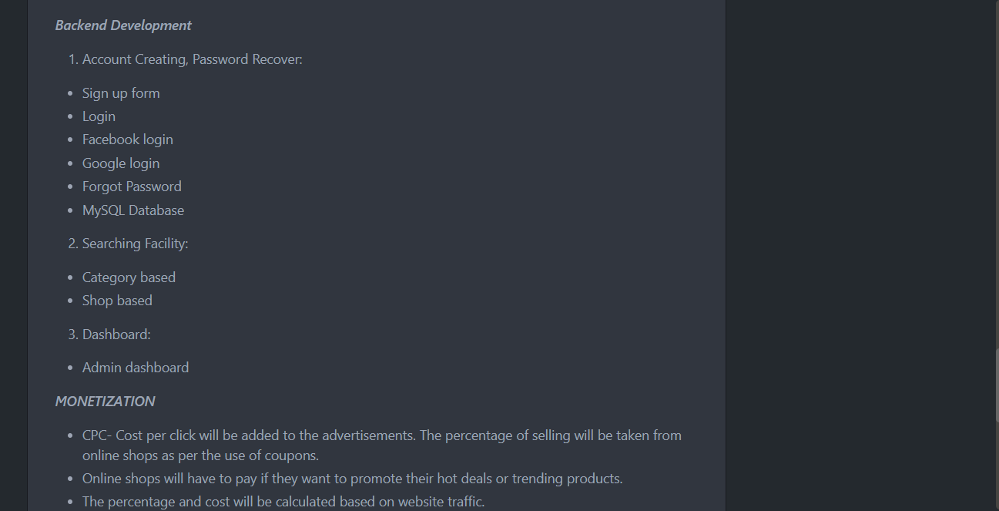 Backend Development
1. Account Creating, Password Recover:
• Sign up form
• Login
• Facebook login
• Google login
• Forgot Password
• MySQL Database
2. Searching Facility:
• Category based
• Shop based
3. Dashboard:
• Admin dashboard
MONETIZATION
• CPC- Cost per click will be added to the advertisements. The percentage of selling will be taken from
online shops as per the use of coupons.
• Online shops will have to pay if they want to promote their hot deals or trending products.
• The percentage and cost will be calculated based on website traffic.